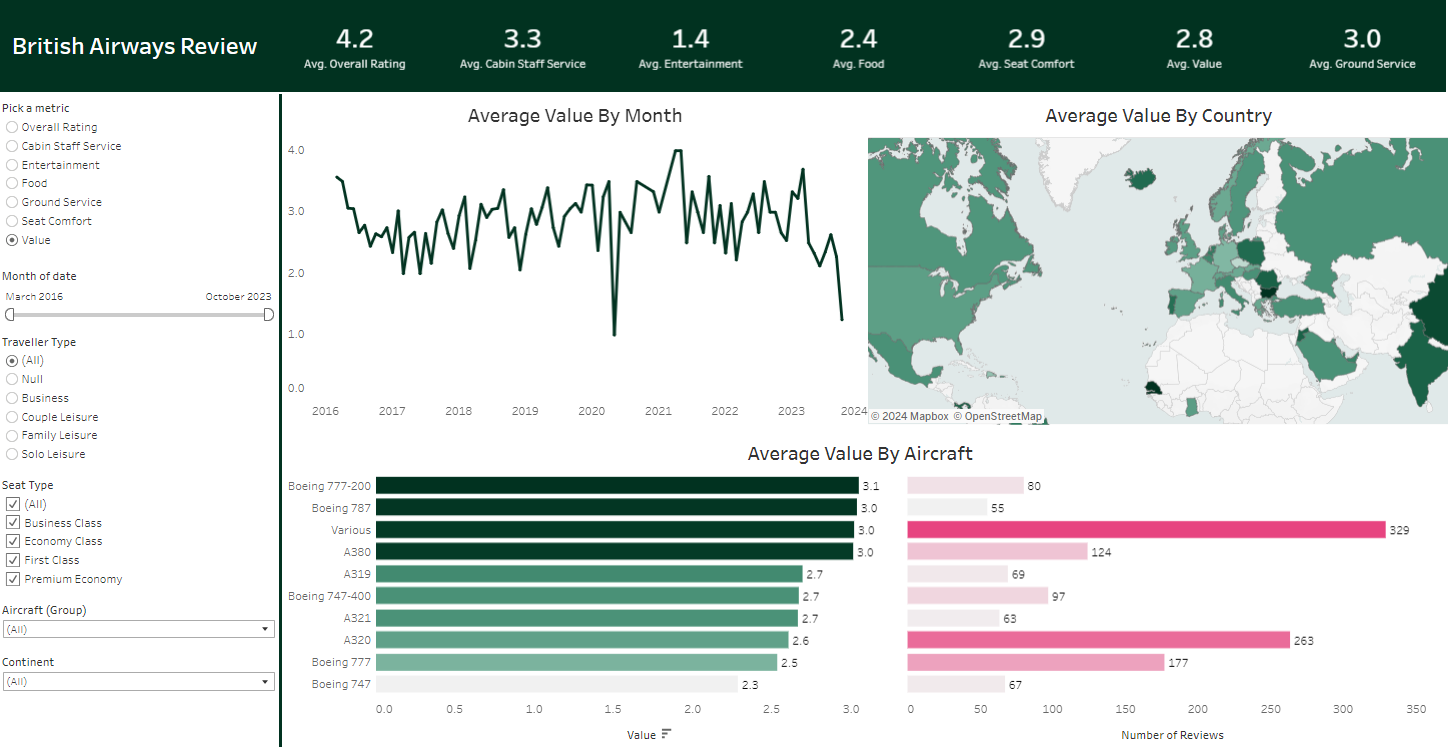 British Airways Review
4.2
Avg. Overall Rating
3.3
Avg. Cabin Staff Service
1.4
Avg. Entertainment
2.4
Avg. Food
2.9
Avg. Seat Comfort
2.8
Avg. Value
3.0
Avg. Ground Service
Pick a metric
Overall Rating
Cabin Staff Service
Entertainment
Food
Ground Service
Seat Comfort
Value
Month of date
March 2016
October 2023
Traveller Type
(All)
Null
Business
Couple Leisure
Family Leisure
Solo Leisure
Seat Type
(All)
Business Class
Economy Class
First Class
Premium Economy
Aircraft (Group)
(All)
Continent
(All)
Average Value By Month
4.0
3.0
2.0
1.0
0.0
2016 2017 2018 2019 2020 2021 2022 2023 2024
Average Value By Country
© 2024 Mapbox © OpenStreetMap
Average Value By Aircraft
Boeing 777-200 3.1 80
Boeing 787 3.0 55
Various 3.0 329
A380 3.0 124
A319 2.7 69
Boeing 747-400 2.7 97
A321 2.7 63
A320 2.6 263
Boeing 777 2.5 177
Boeing 747 2.3 67
0.0 0.5 1.0 1.5 2.0 2.5 3.0
0 50 100 150 200 250 300 350
Value
Number of Reviews